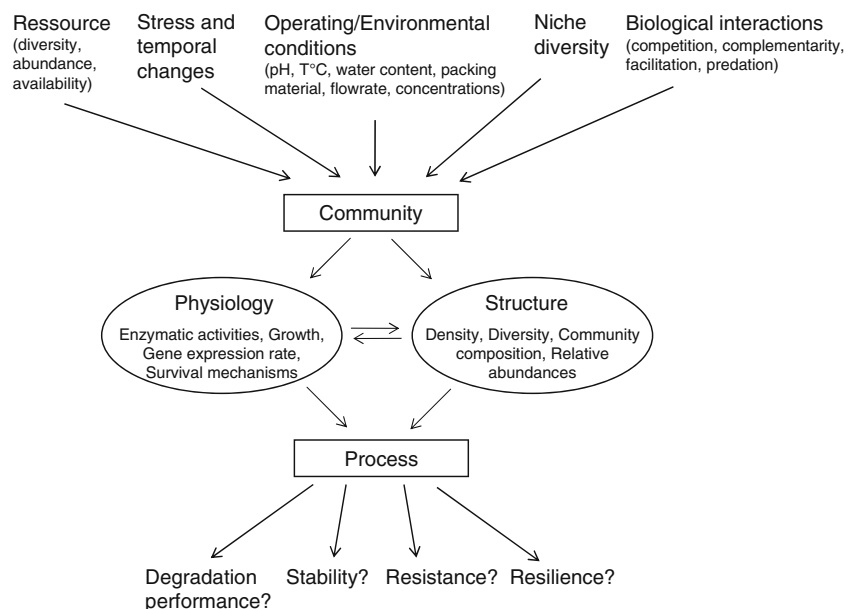 Ressource
(diversity,
abundance,
availability)
Stress and
temporal
changes
Operating/Environmental
conditions
(pH, T°C, water content, packing
material, flowrate, concentrations)
Niche
diversity
Biological interactions
(competition, complementarity,
facilitation, predation)
Community
Physiology
Enzymatic activities, Growth,
Gene expression rate,
Survival mechanisms
Structure
Density, Diversity, Community
composition, Relative
abundances
Process
Degradation
performance?
Stability?
Resistance?
Resilience?